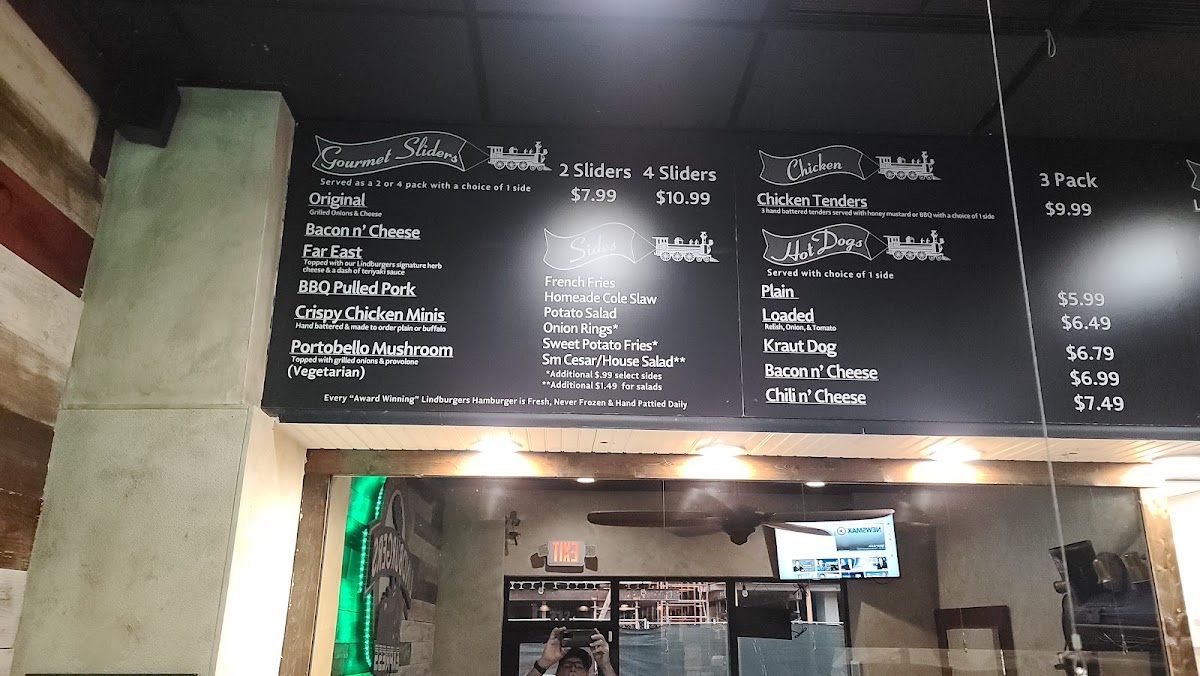 Gourmet Sliders
Served as a 2 or 4 pack with a choice of 1 side
2 Sliders 4 Sliders
$7.99 $10.99
Original
Grilled Onions & Cheese
Bacon n' Cheese
Far East
Topped with our Lindburgers signature herb
cheese & a dash of teriyaki sauce
BBQ Pulled Pork
Crispy Chicken Minis
Hand battered & made to order plain or buffalo
Portobello Mushroom
Topped with grilled onions & provolone
(Vegetarian)
Sides
French Fries
Homeade Cole Slaw
Potato Salad
Onion Rings*
Sweet Potato Fries*
Sm Cesar/House Salad**
*Additional $.99 select sides
**Additional $1.49 for salads
Every "Award Winning" Lindburgers Hamburger is Fresh, Never Frozen & Hand Pattied Daily
Chicken
3 Pack
Chicken Tenders $9.99
3 hand battered tenders served with honey mustard or BBQ with a choice of 1 side
Hot Dogs
Served with choice of 1 side
Plain $5.99
Loaded $6.49
Relish, Onion, & Tomato
Kraut Dog $6.79
Bacon n' Cheese $6.99
Chili n' Cheese $7.49
EXIT
NEWSMAX